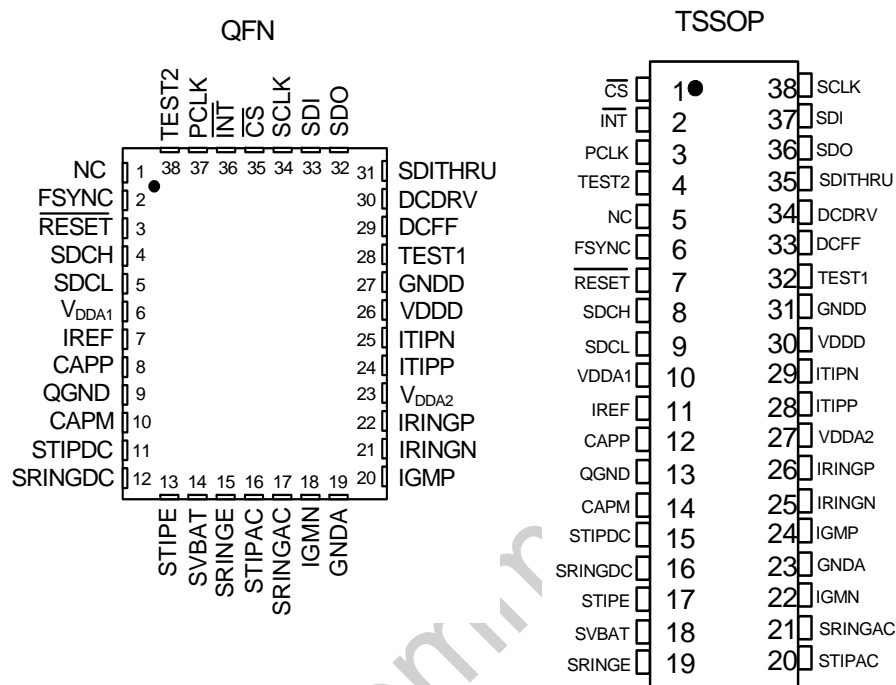 QFN
TEST2
PCLK
INT
CS
SCLK
SDI
SDO
38 37 36 35 34 33 32
NC 1
FSYNC 2
RESET 3
SDCH 4
SDCL 5
VDDA1 6
IREF 7
CAPP 8
QGND 9
CAPM 10
STIPDC 11
SRINGDC 12
31 SDITHRU
30 DCDRV
29 DCFF
28 TEST1
27 GNDD
26 VDDD
25 ITIPN
24 ITIPP
23 VDDA2
22 IRINGP
21 IRINGN
20 IGMP
13 14 15 16 17 18 19
STIPE
SVBAT
SRINGE
STIPAC
SRINGAC
IGMN
GNDA
TSSOP
CS 1 38 SCLK
INT 2 37 SDI
PCLK 3 36 SDO
TEST2 4 35 SDITHRU
NC 5 34 DCDRV
FSYNC 6 33 DCFF
RESET 7 32 TEST1
SDCH 8 31 GNDD
SDCL 9 30 VDDD
VDDA1 10 29 ITIPN
IREF 11 28 ITIPP
CAPP 12 27 VDDA2
QGND 13 26 IRINGP
CAPM 14 25 IRINGN
STIPDC 15 24 IGMP
SRINGDC 16 23 GNDA
STIPE 17 22 IGMN
SVBAT 18 21 SRINGAC
SRINGE 19 20 STIPAC